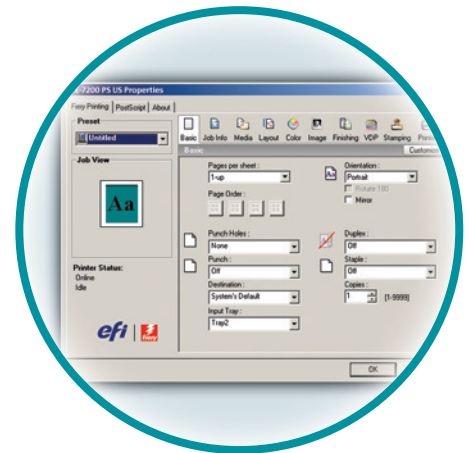 -7200 PS US Properties
Fiery Printing PostScript About
Preset
Untitled
Basic Job Info Media Layout Color Image Finishing VDP Stamping
Basic
Job View
Aa
Pages per sheet :
1-up
Page Order :
Aa
Orientation :
Portrait
Rotate 180
Mirror
Punch Holes :
None
Duplex :
Off
Punch :
Off
Staple :
Off
Printer Status:
Online
Idle
Destination :
System's Default
Copies :
1 [1-9999]
Input Tray :
Tray2
efi fiery
OK